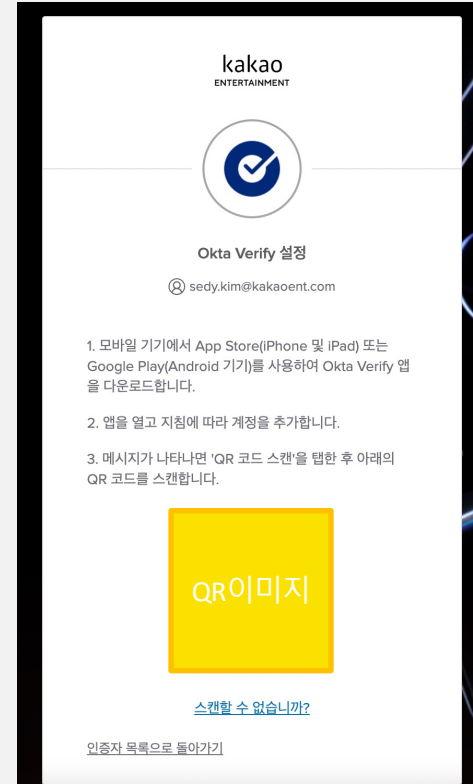 kakao
ENTERTAINMENT
Okta Verify 설정
sedy.kim@kakaoent.com
1. 모바일 기기에서 App Store(iPhone 및 iPad) 또는
Google Play(Android 기기)를 사용하여 Okta Verify 앱
을 다운로드합니다.
2. 앱을 열고 지침에 따라 계정을 추가합니다.
3. 메시지가 나타나면 'QR 코드 스캔'을 탭한 후 아래의
QR 코드를 스캔합니다.
QR이미지
스캔할 수 없습니까?
인증자 목록으로 돌아가기